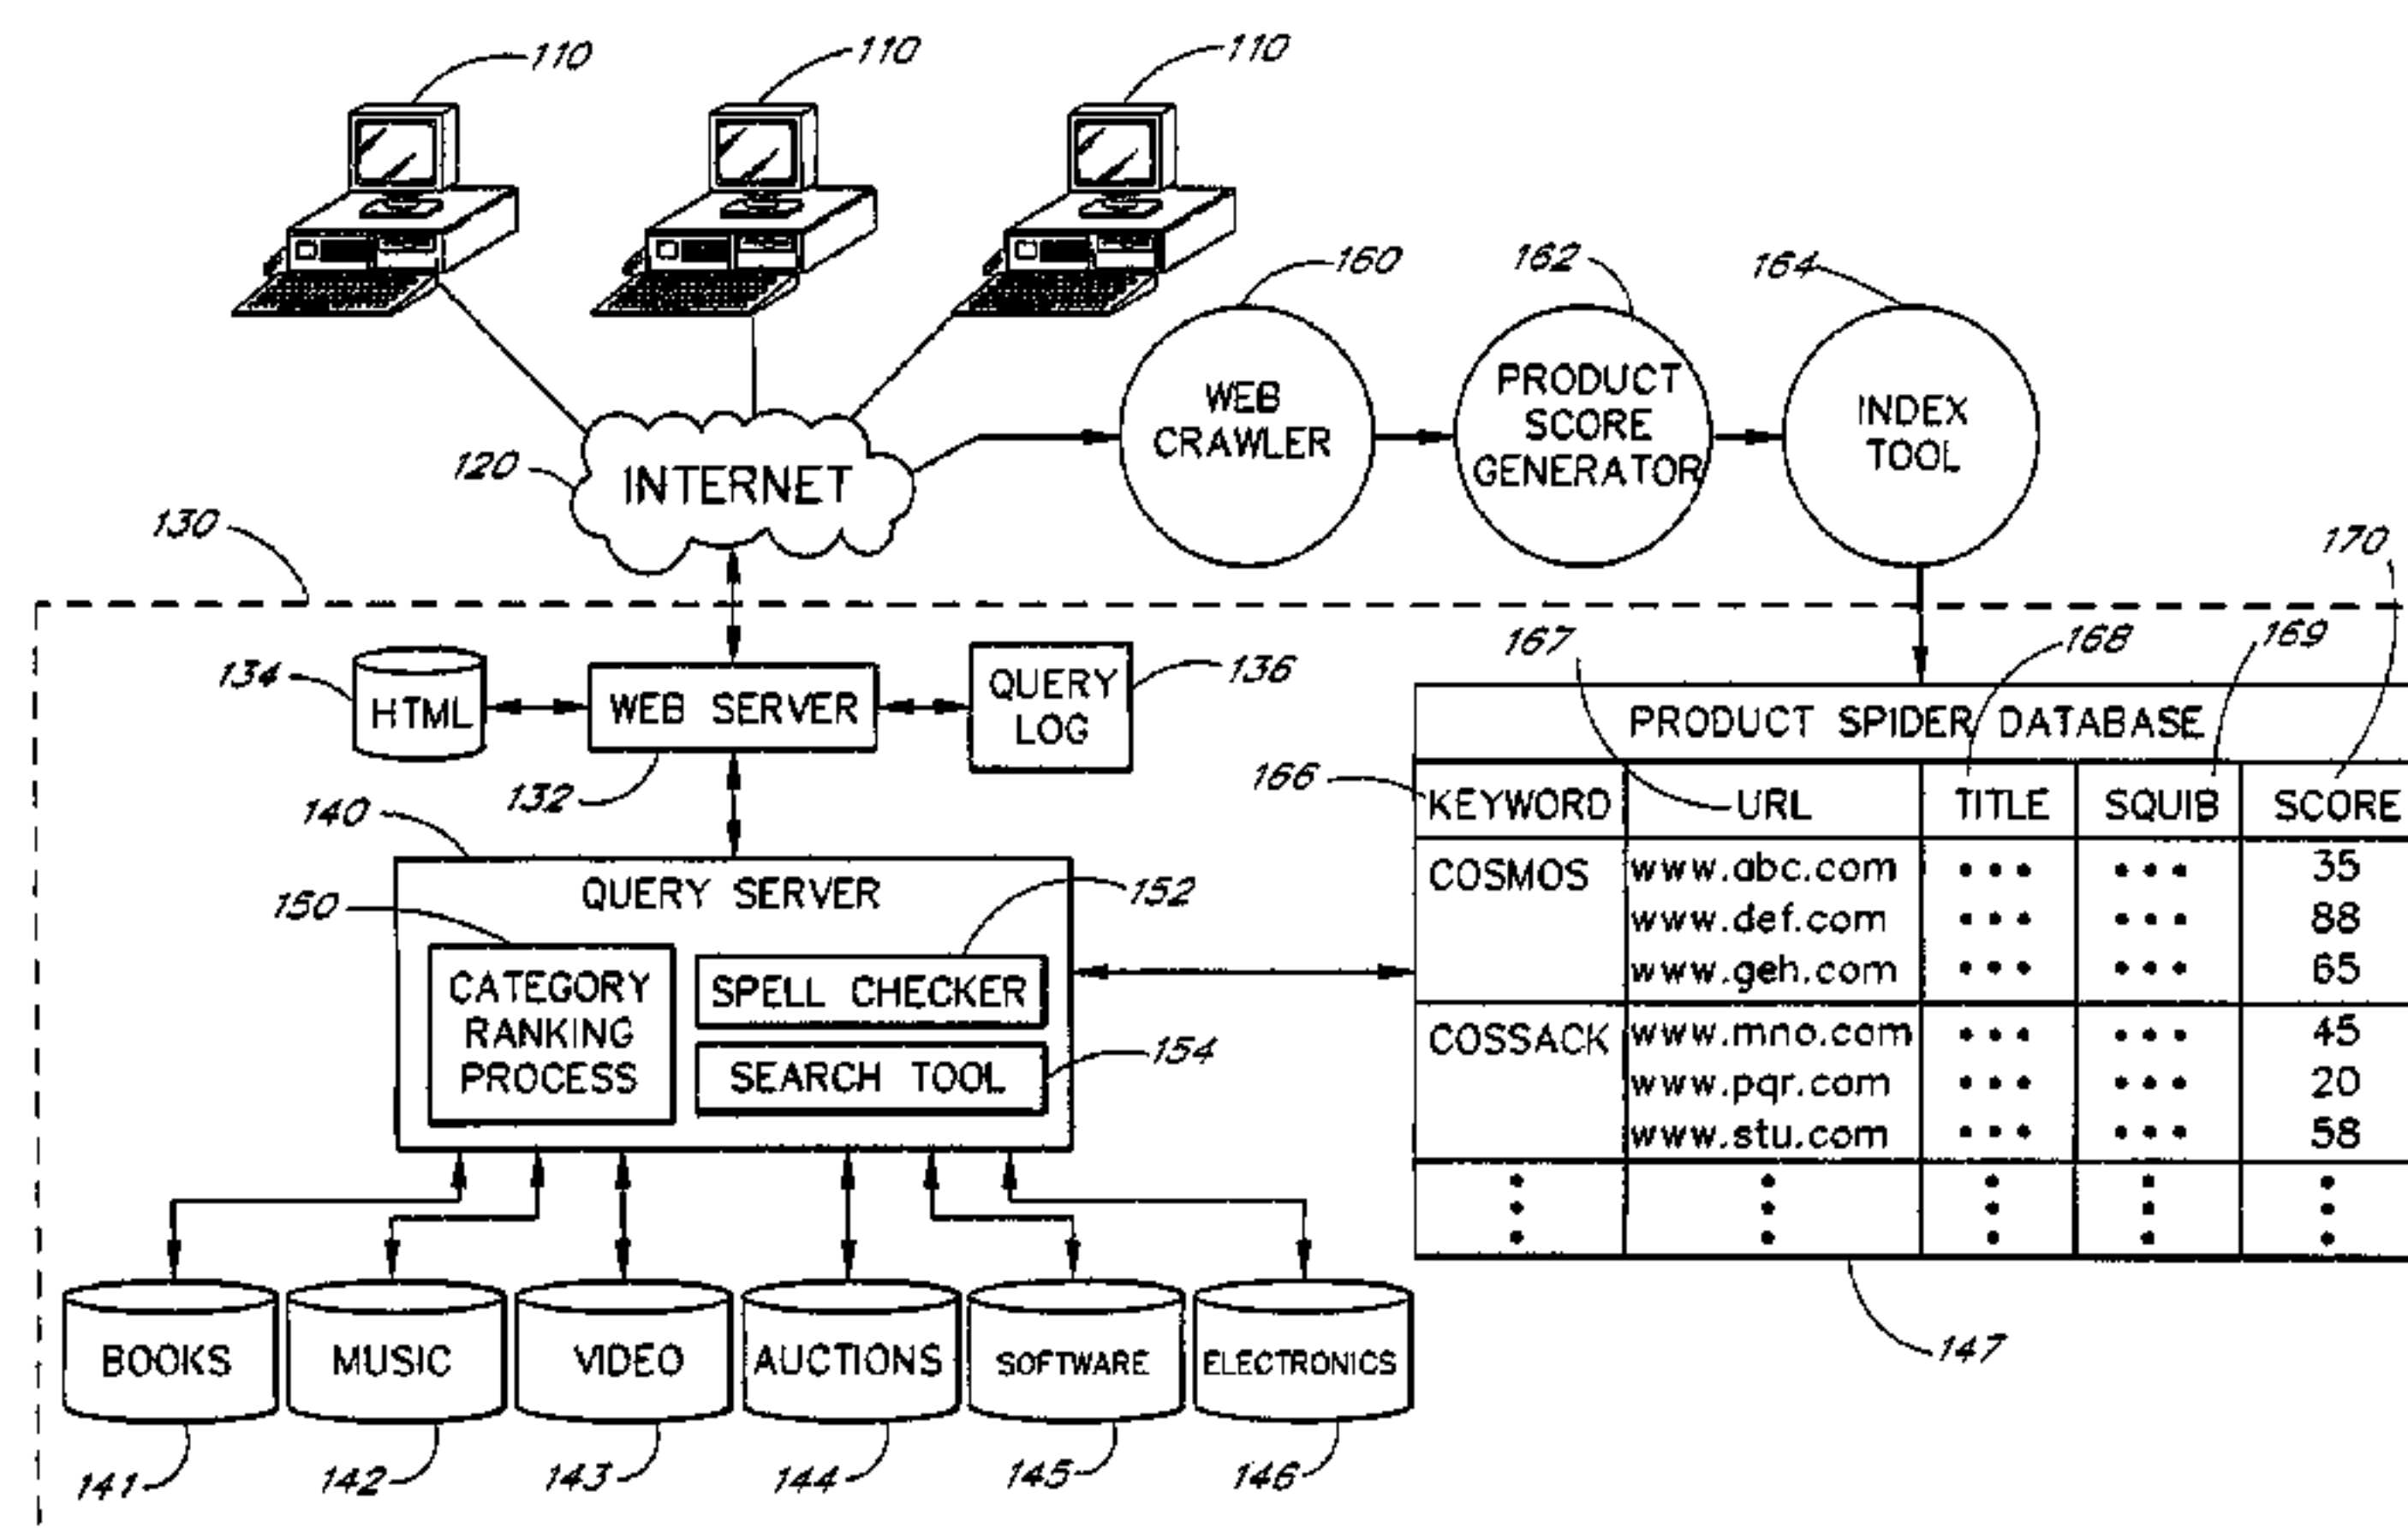 110
110
110
160
162
164
WEB
CRAWLER
PRODUCT
SCORE
GENERATOR
INDEX
TOOL
120
INTERNET
130
170
134
HTML
WEB SERVER
132
QUERY
LOG
136
167
168
169
PRODUCT SPIDER DATABASE
166
KEYWORD URL TITLE SQUIB SCORE
COSMOS www.abc.com • • • • • • 35
www.def.com • • • • • • 88
www.geh.com • • • • • • 65
COSSACK www.mno.com • • • • • • 45
www.pqr.com • • • • • • 20
www.stu.com • • • • • • 58
147
140
QUERY SERVER
150
152
CATEGORY
RANKING
PROCESS
SPELL CHECKER
SEARCH TOOL
154
BOOKS
MUSIC
VIDEO
AUCTIONS
SOFTWARE
ELECTRONICS
141
142
143
144
145
146